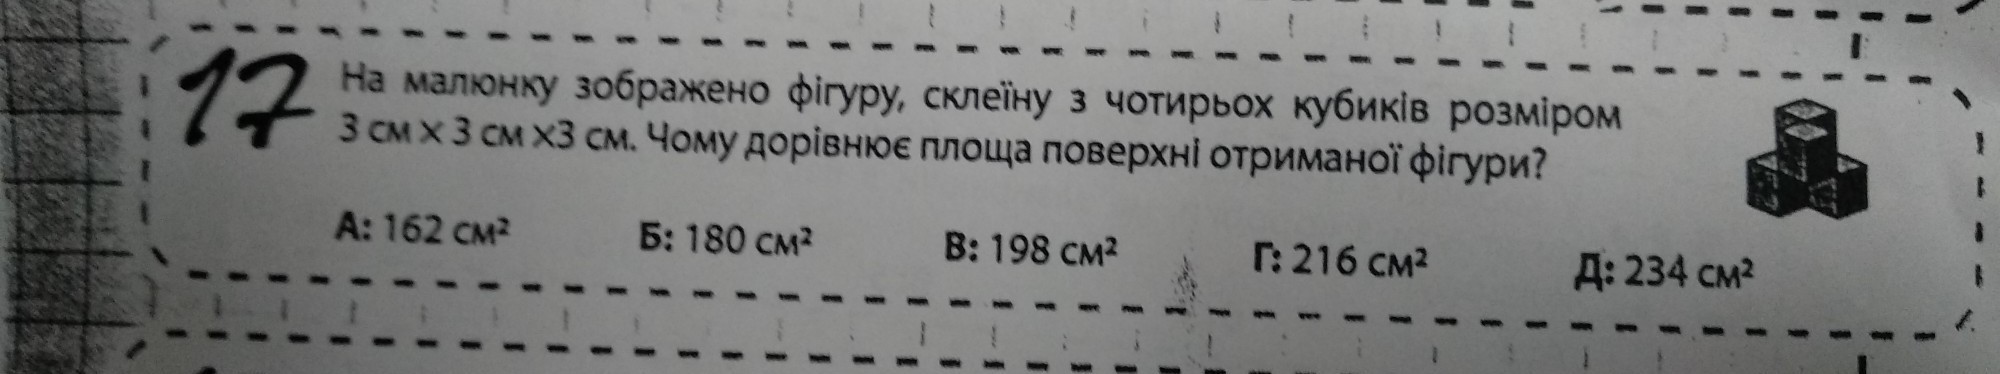 17
На малюнку зображено фігуру, склеїну з чотирьох кубиків розміром
3 см х 3 см х3 см. Чому дорівнює площа поверхні отриманої фігури?
А: 162 см² Б: 180 см² В: 198 см² Г: 216 см² Д: 234 см²